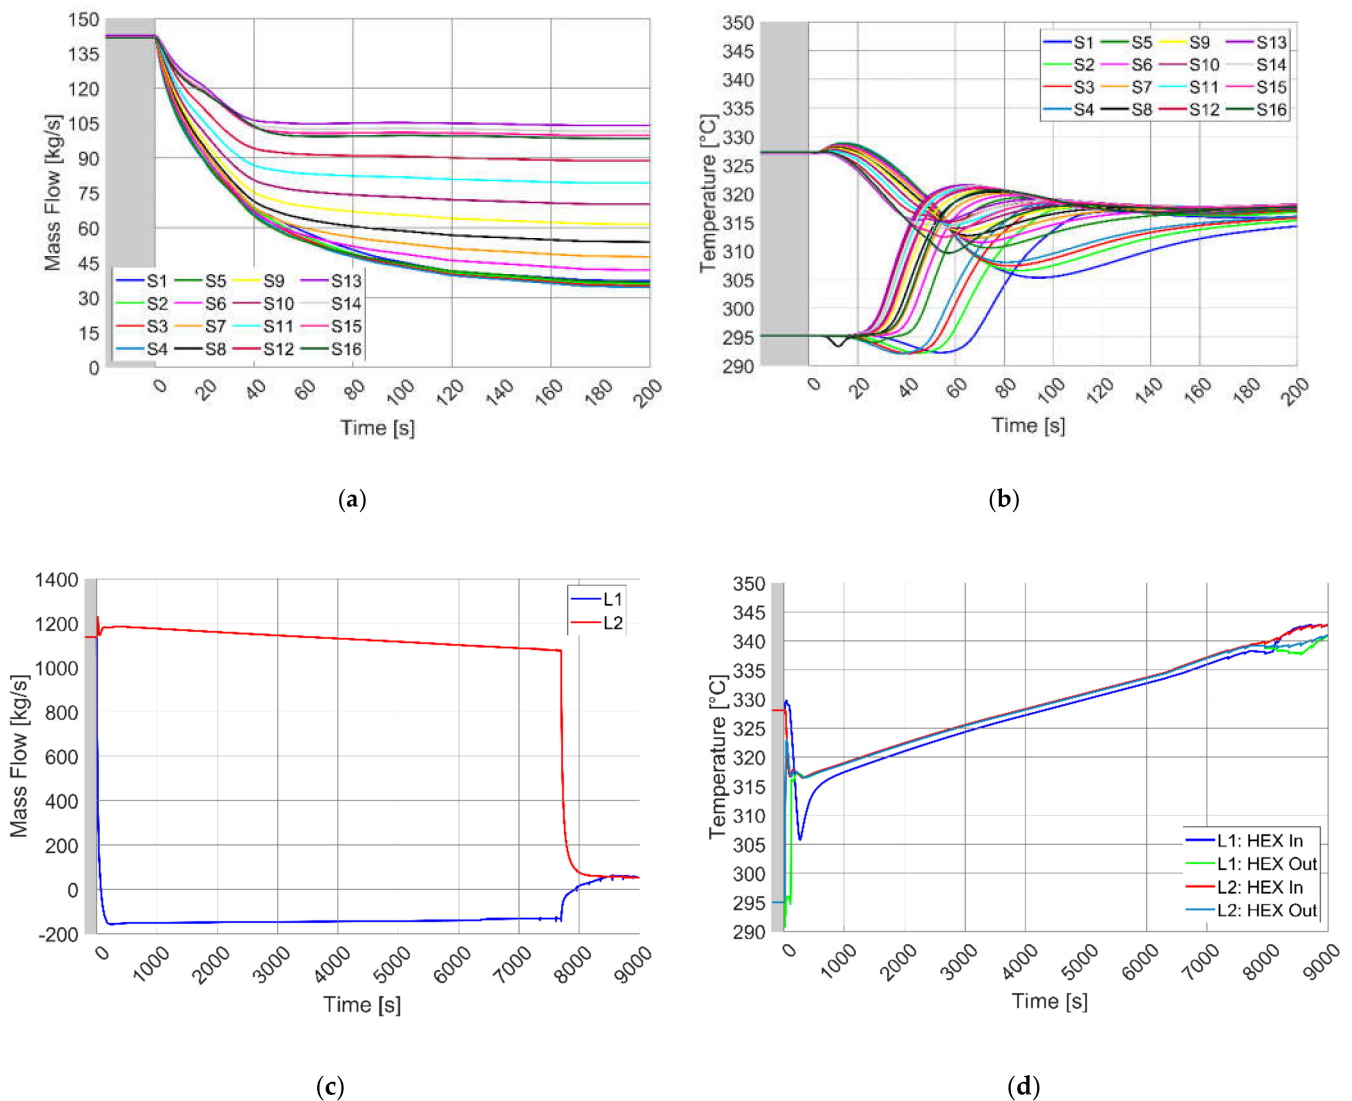 150
135
120
105
90
75
60
45
30
15
0
Mass Flow [kg/s]
S1 S5 S9 S13
S2 S6 S10 S14
S3 S7 S11 S15
S4 S8 S12 S16
0 20 40 60 80 100 120 140 160 180 200
Time [s]
(a)
350
345
340
335
330
325
320
315
310
305
300
295
290
Temperature [°C]
S1 S5 S9 S13
S2 S6 S10 S14
S3 S7 S11 S15
S4 S8 S12 S16
0 20 40 60 80 100 120 140 160 180 200
Time [s]
(b)
1400
1200
1000
800
600
400
200
0
-200
Mass Flow [kg/s]
L1
L2
0 1000 2000 3000 4000 5000 6000 7000 8000 9000
Time [s]
(c)
350
345
340
335
330
325
320
315
310
305
300
295
290
Temperature [°C]
L1: HEX In
L1: HEX Out
L2: HEX In
L2: HEX Out
0 1000 2000 3000 4000 5000 6000 7000 8000 9000
Time [s]
(d)